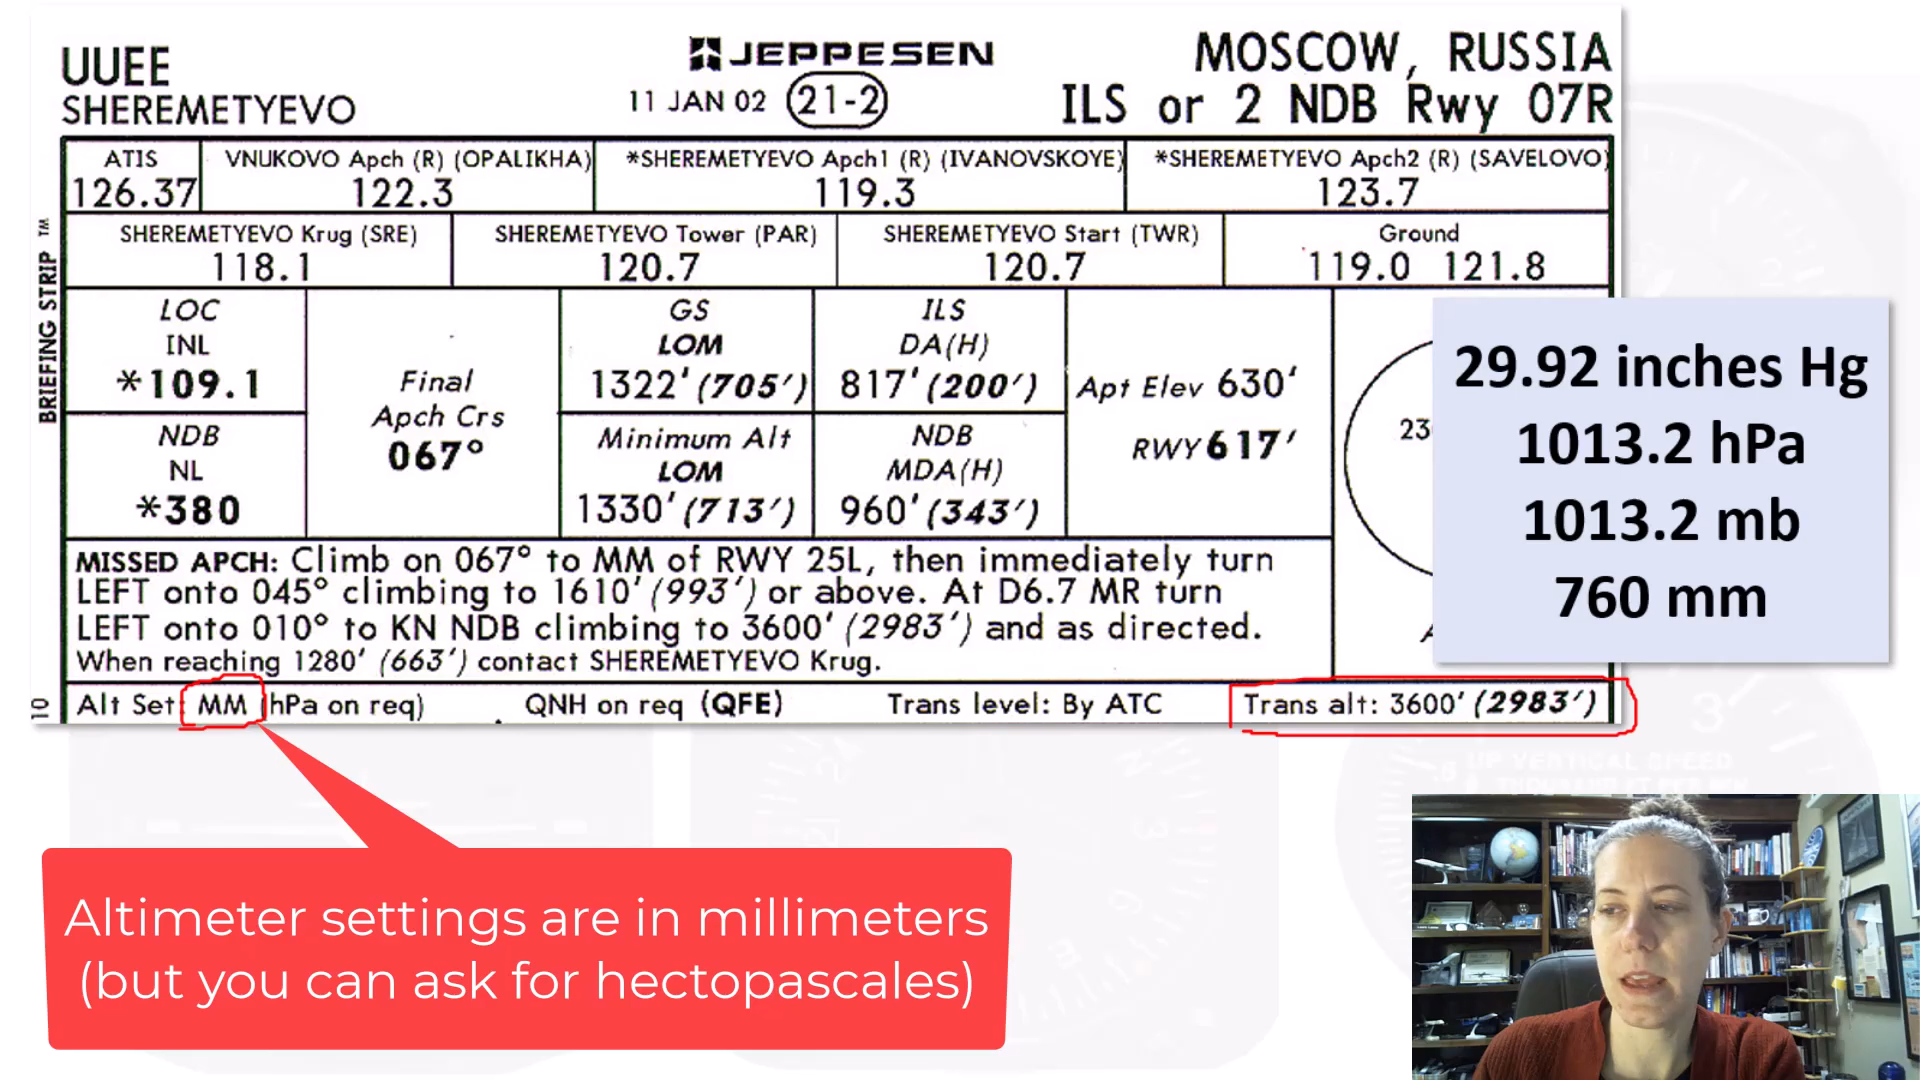 UUEE
SHEREMETYEVO
JEPPESEN
11 JAN 02 21-2
MOSCOW, RUSSIA
ILS or 2 NDB Rwy 07R
BRIEFING STRIP ™
ATIS
126.37
VNUKOVO Apch (R) (OPALIKHA)
122.3
*SHEREMETYEVO Apch1 (R) (IVANOVSKOYE)
119.3
*SHEREMETYEVO Apch2 (R) (SAVELOVO)
123.7
SHEREMETYEVO Krug (SRE)
118.1
SHEREMETYEVO Tower (PAR)
120.7
SHEREMETYEVO Start (TWR)
120.7
Ground
119.0 121.8
LOC
INL
*109.1
NDB
NL
*380
Final
Apch Crs
067°
GS
LOM
1322' (705')
Minimum Alt
LOM
1330' (713')
ILS
DA(H)
817' (200')
NDB
MDA(H)
960' (343')
Apt Elev 630'
RWY 617'
29.92 inches Hg
1013.2 hPa
1013.2 mb
760 mm
MISSED APCH: Climb on 067° to MM of RWY 25L, then immediately turn
LEFT onto 045° climbing to 1610' (993') or above. At D6.7 MR turn
LEFT onto 010° to KN NDB climbing to 3600' (2983') and as directed.
When reaching 1280' (663') contact SHEREMETYEVO Krug.
Alt Set: MM (hPa on req) QNH on req (QFE) Trans level: By ATC Trans alt: 3600' (2983')
Altimeter settings are in millimeters
(but you can ask for hectopascales)